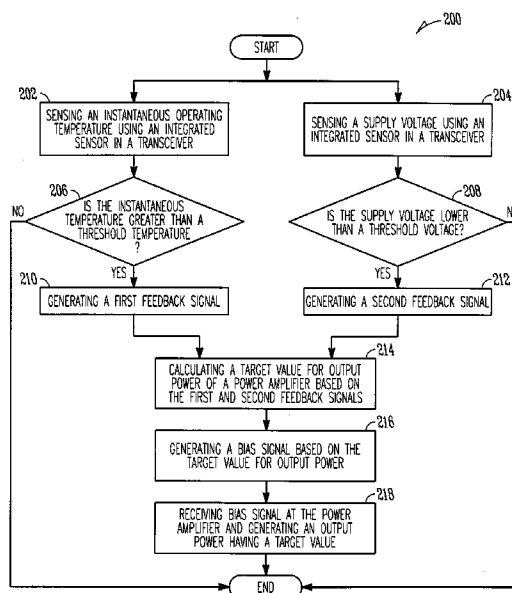 200
START
202
SENSING AN INSTANTANEOUS OPERATING
TEMPERATURE USING AN INTEGRATED
SENSOR IN A TRANSCEIVER
204
SENSING A SUPPLY VOLTAGE USING AN
INTEGRATED SENSOR IN A TRANSCEIVER
206
NO
IS THE INSTANTANEOUS
TEMPERATURE GREATER THAN A
THRESHOLD TEMPERATURE
?
YES
208
IS THE SUPPLY VOLTAGE LOWER
THAN A THRESHOLD VOLTAGE?
YES
210
GENERATING A FIRST FEEDBACK SIGNAL
212
GENERATING A SECOND FEEDBACK SIGNAL
214
CALCULATING A TARGET VALUE FOR OUTPUT
POWER OF A POWER AMPLIFIER BASED ON
THE FIRST AND SECOND FEEDBACK SIGNALS
216
GENERATING A BIAS SIGNAL BASED ON THE
TARGET VALUE FOR OUTPUT POWER
218
RECEIVING BIAS SIGNAL AT THE POWER
AMPLIFIER AND GENERATING AN OUTPUT
POWER HAVING A TARGET VALUE
END